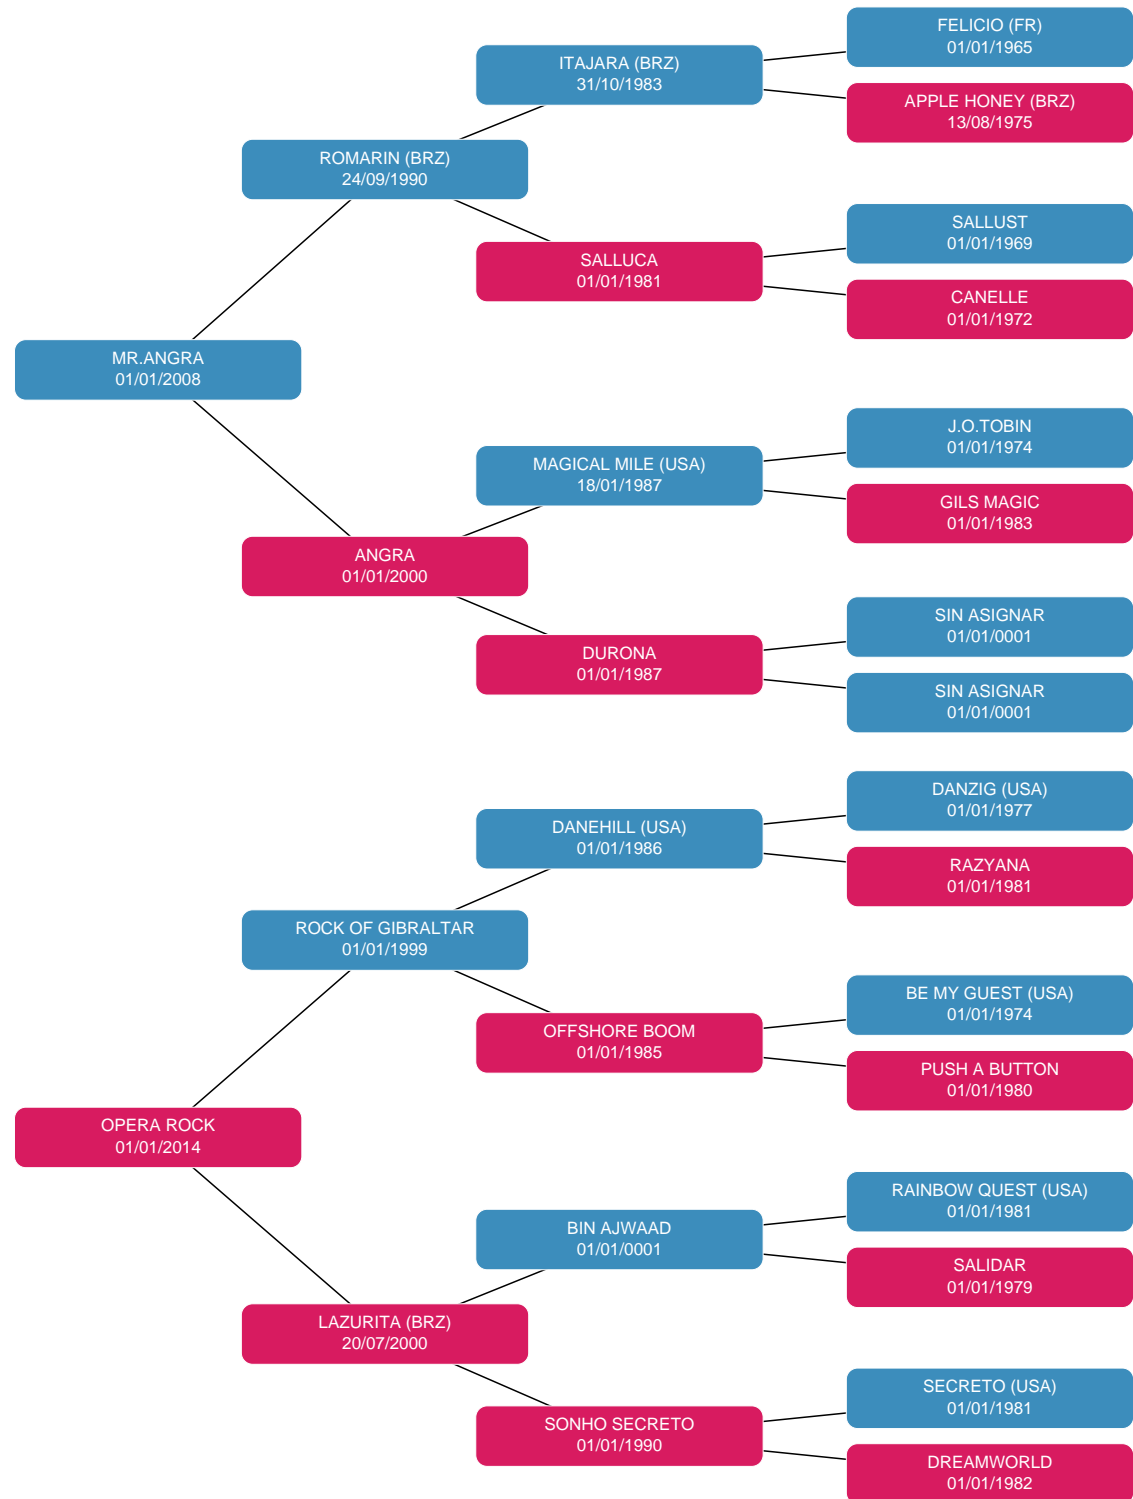 FELICIO (FR)
01/01/1965
ITAJARA (BRZ)
31/10/1983
APPLE HONEY (BRZ)
13/08/1975
ROMARIN (BRZ)
24/09/1990
SALLUST
01/01/1969
SALLUCA
01/01/1981
CANELLE
01/01/1972
MR.ANGRA
01/01/2008
J.O.TOBIN
01/01/1974
MAGICAL MILE (USA)
18/01/1987
GILS MAGIC
01/01/1983
ANGRA
01/01/2000
SIN ASIGNAR
01/01/0001
DURONA
01/01/1987
SIN ASIGNAR
01/01/0001
DANZIG (USA)
01/01/1977
DANEHILL (USA)
01/01/1986
RAZYANA
01/01/1981
ROCK OF GIBRALTAR
01/01/1999
BE MY GUEST (USA)
01/01/1974
OFFSHORE BOOM
01/01/1985
PUSH A BUTTON
01/01/1980
OPERA ROCK
01/01/2014
RAINBOW QUEST (USA)
01/01/1981
BIN AJWAAD
01/01/0001
SALIDAR
01/01/1979
LAZURITA (BRZ)
20/07/2000
SECRETO (USA)
01/01/1981
SONHO SECRETO
01/01/1990
DREAMWORLD
01/01/1982